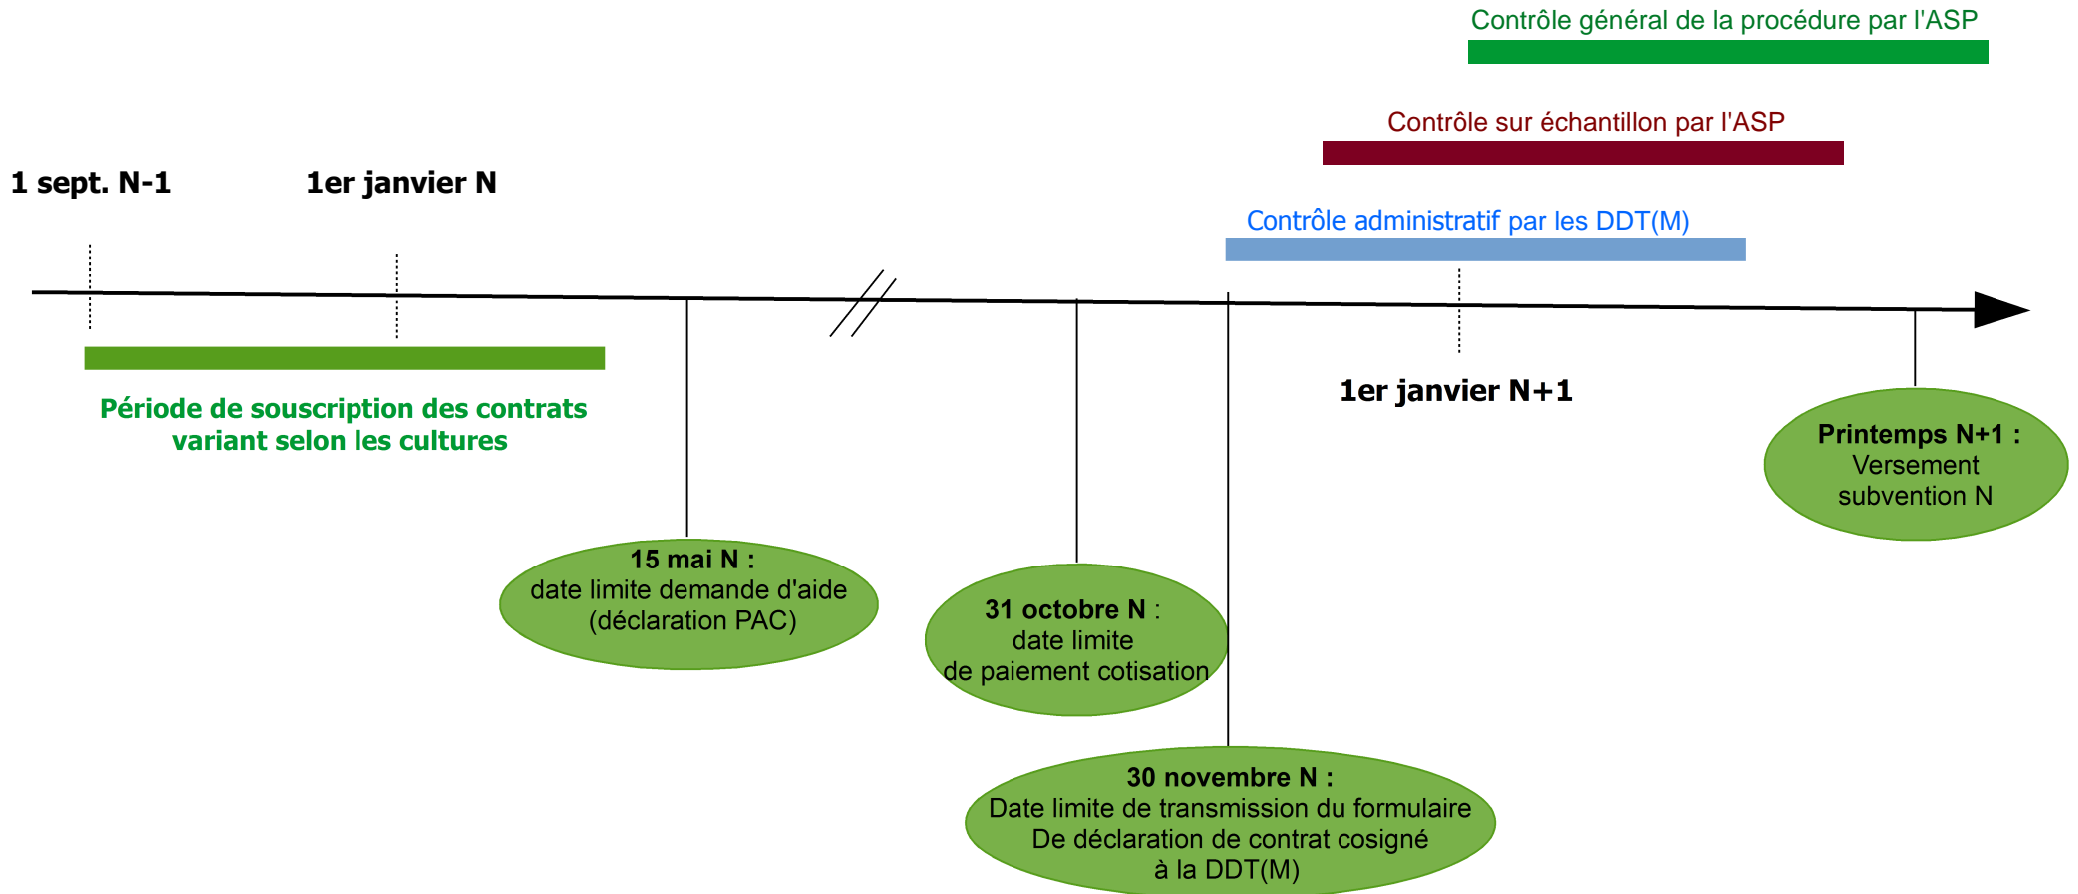 Contrôle général de la procédure par l'ASP
Contrôle sur échantillon par l'ASP
1 sept. N-1
1er janvier N
Contrôle administratif par les DDT(M)
Période de souscription des contrats
variant selon les cultures
1er janvier N+1
Printemps N+1 :
Versement
subvention N
15 mai N :
date limite demande d'aide
(déclaration PAC)
31 octobre N :
date limite
de paiement cotisation
30 novembre N :
Date limite de transmission du formulaire
De déclaration de contrat cosigné
à la DDT(M)